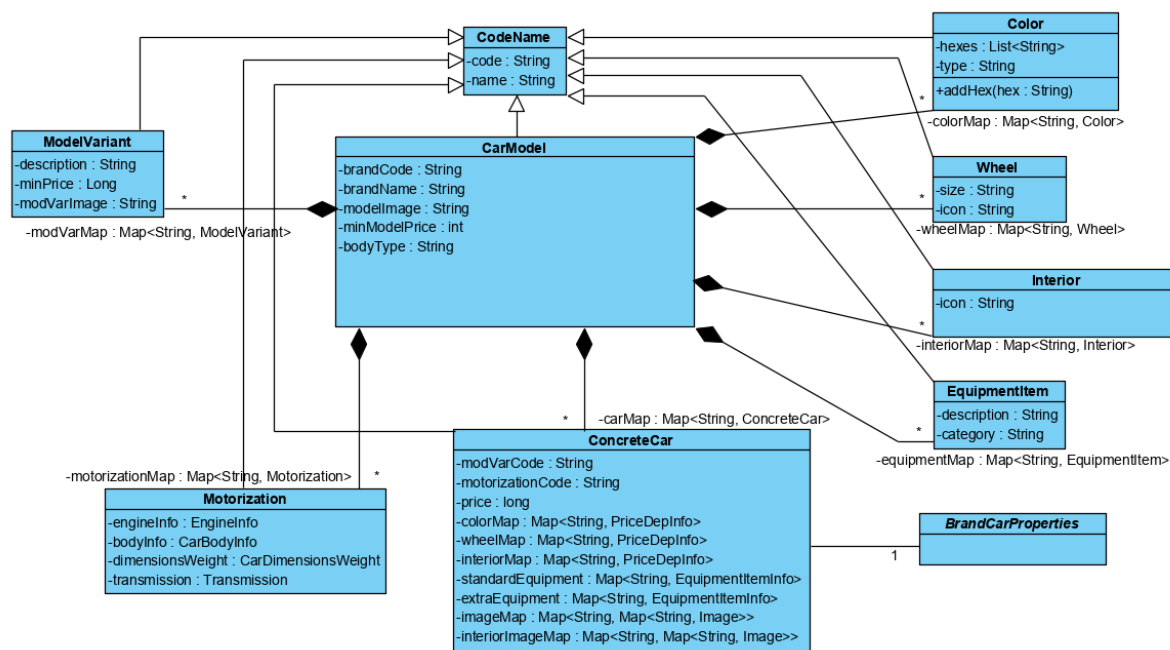 CodeName
-code : String
-name : String
Color
-hexes : List<String>
-type : String
+addHex(hex : String)
*
-colorMap : Map<String, Color>
ModelVariant
-description : String
-minPrice : Long
-modVarImage : String
*
-modVarMap : Map<String, ModelVariant>
CarModel
-brandCode : String
-brandName : String
-modelImage : String
-minModelPrice : int
-bodyType : String
Wheel
-size : String
-icon : String
*
-wheelMap : Map<String, Wheel>
Interior
-icon : String
*
-interiorMap : Map<String, Interior>
EquipmentItem
-description : String
-category : String
*
-equipmentMap : Map<String, EquipmentItem>
*
-carMap : Map<String, ConcreteCar>
ConcreteCar
-modVarCode : String
-motorizationCode : String
-price : long
-colorMap : Map<String, PriceDepInfo>
-wheelMap : Map<String, PriceDepInfo>
-interiorMap : Map<String, PriceDepInfo>
-standardEquipment : Map<String, EquipmentItemInfo>
-extraEquipment : Map<String, EquipmentItemInfo>
-imageMap : Map<String, Map<String, Image>>
-interiorImageMap : Map<String, Map<String, Image>>
-motorizationMap : Map<String, Motorization>
*
Motorization
-engineInfo : EngineInfo
-bodyInfo : CarBodyInfo
-dimensionsWeight : CarDimensionsWeight
-transmission : Transmission
BrandCarProperties
1